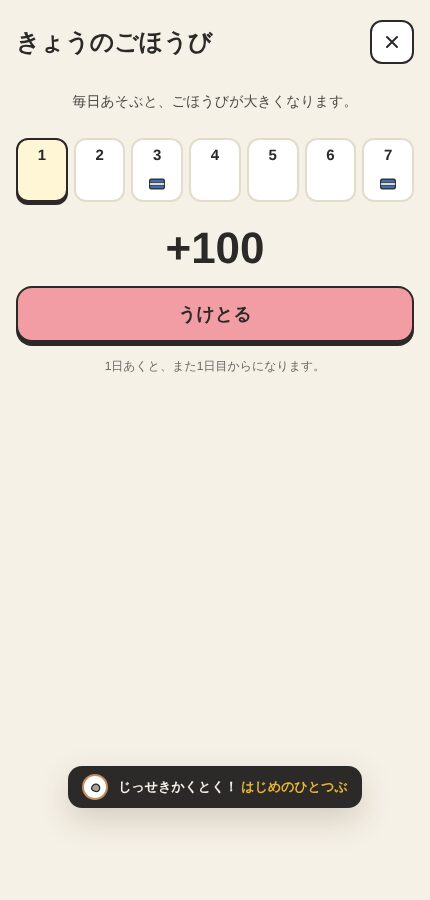 きょうのごほうび
毎日あそぶと、ごほうびが大きくなります。
1 2 3 4 5 6 7
+100
うけとる
1日あくと、また1日目からになります。
じっせきかくとく！ はじめのひとつぶ